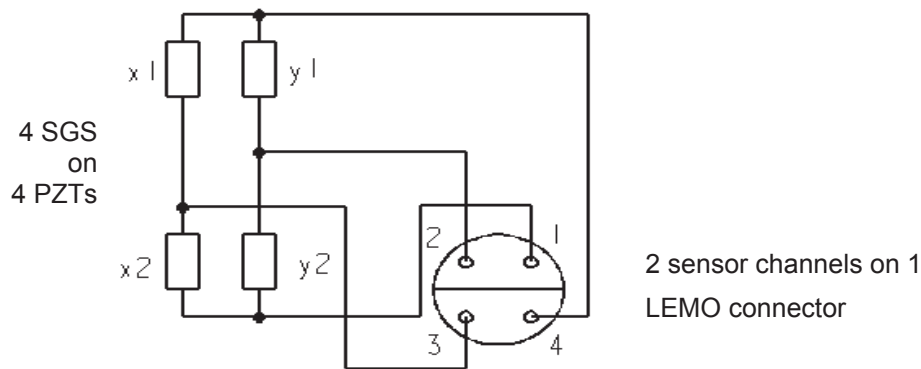 x1
y1
4 SGS
on
4 PZTs
x2
y2
2
1
3
4
2 sensor channels on 1
LEMO connector